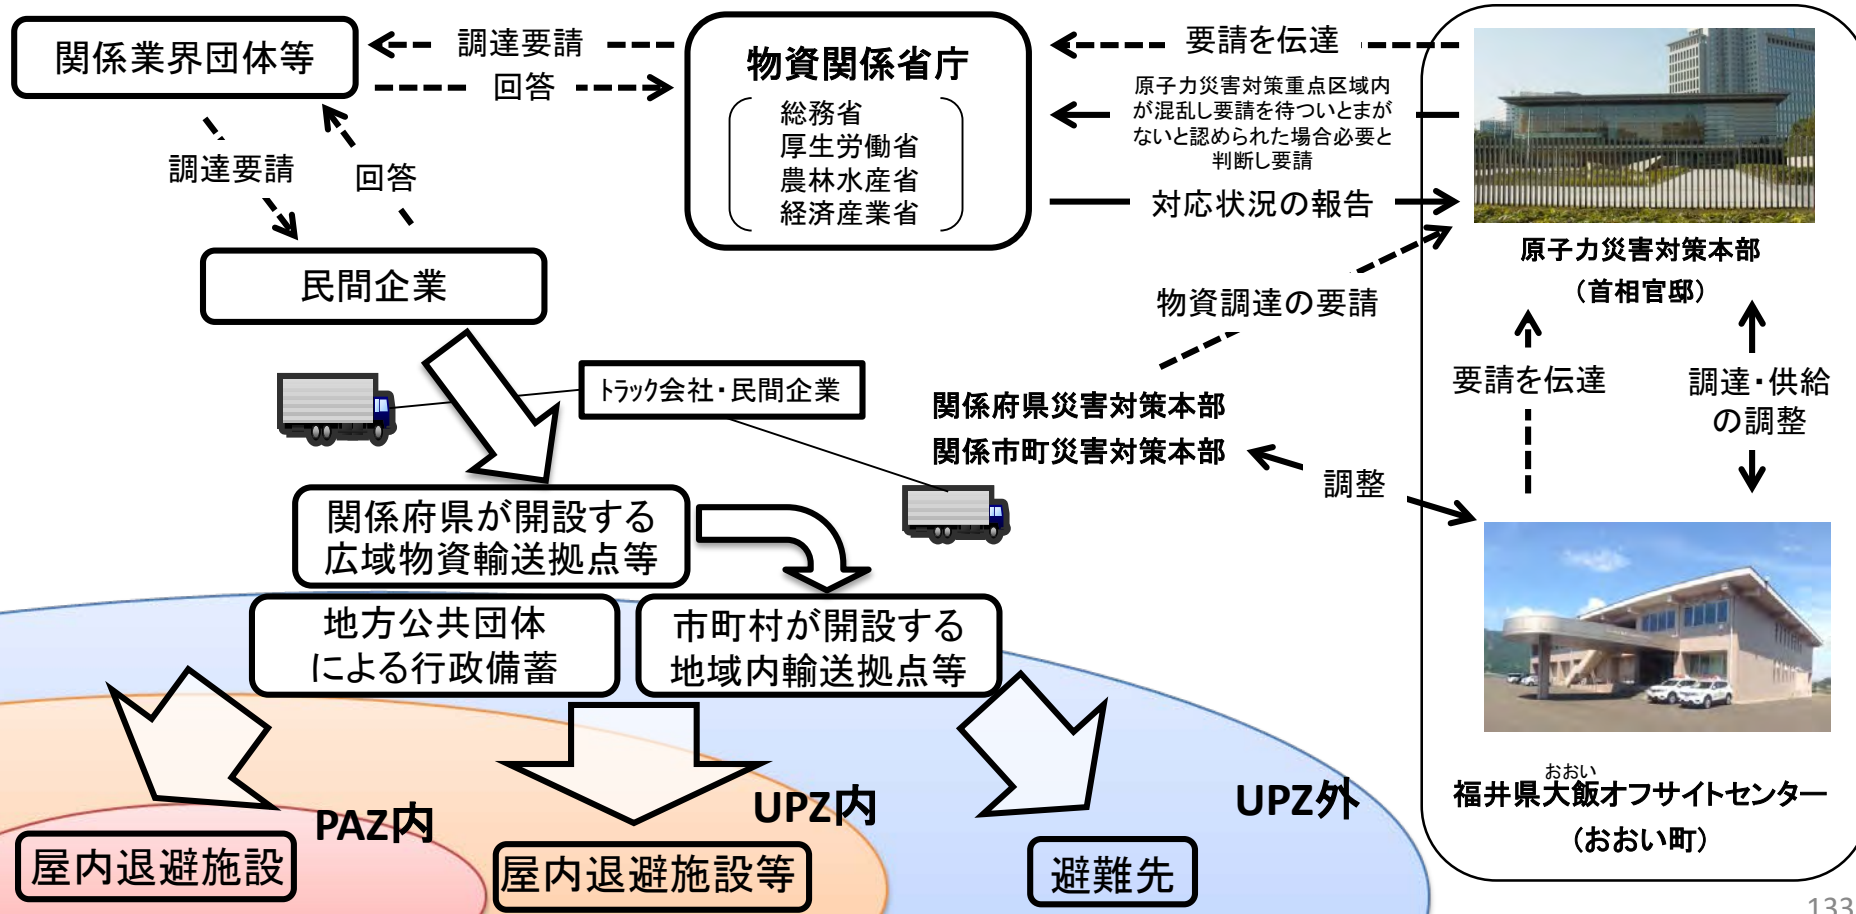 関係業界団体等
調達要請
回答
物資関係省庁
総務省
厚生労働省
農林水産省
経済産業省
要請を伝達
原子力災害対策重点区域内
が混乱し要請を待ついとまが
ないと認められた場合必要と
判断し要請
対応状況の報告
原子力災害対策本部
（首相官邸）
調達要請
回答
民間企業
物資調達の要請
要請を伝達
調達・供給
の調整
ﾄﾗｯｸ会社・民間企業
関係府県災害対策本部
関係市町災害対策本部
調整
関係府県が開設する
広域物資輸送拠点等
地方公共団体
による行政備蓄
市町村が開設する
地域内輸送拠点等
おおい
福井県大飯オフサイトセンター
（おおい町）
PAZ内
UPZ内
UPZ外
屋内退避施設
屋内退避施設等
避難先
133